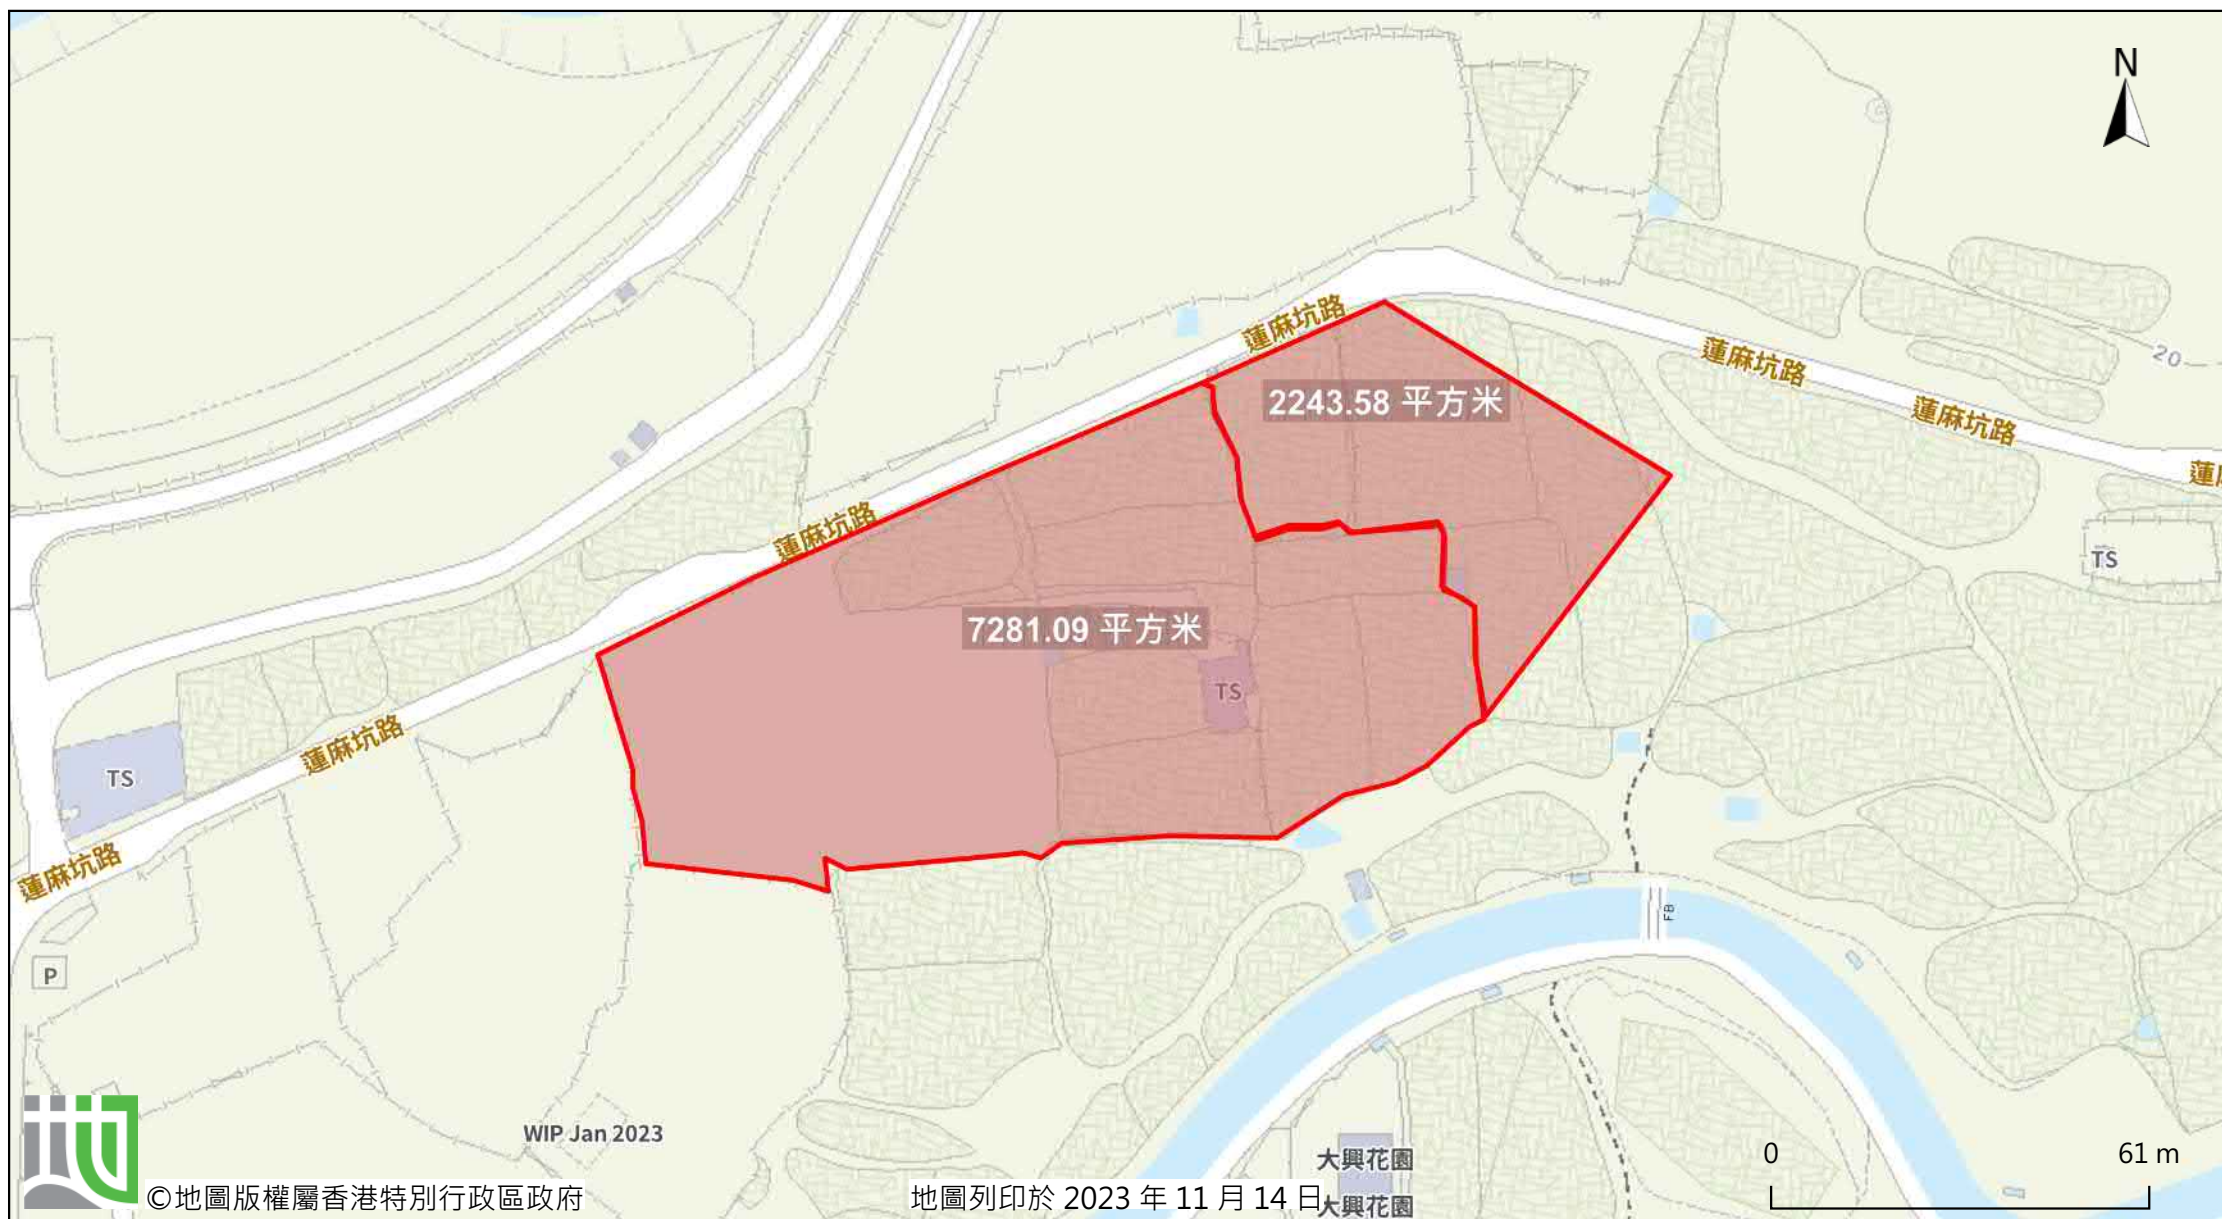 N
蓮麻坑路
蓮麻坑路
20
2243.58 平方米
蓮麻坑路
蓮
蓮麻坑路
TS
7281.09 平方米
TS
蓮麻坑路
TS
蓮麻坑路
FB
P
WIP Jan 2023
大興花園
0
61 m
©地圖版權屬香港特別行政區政府
地圖列印於 2023 年 11 月 14 日
大興花園